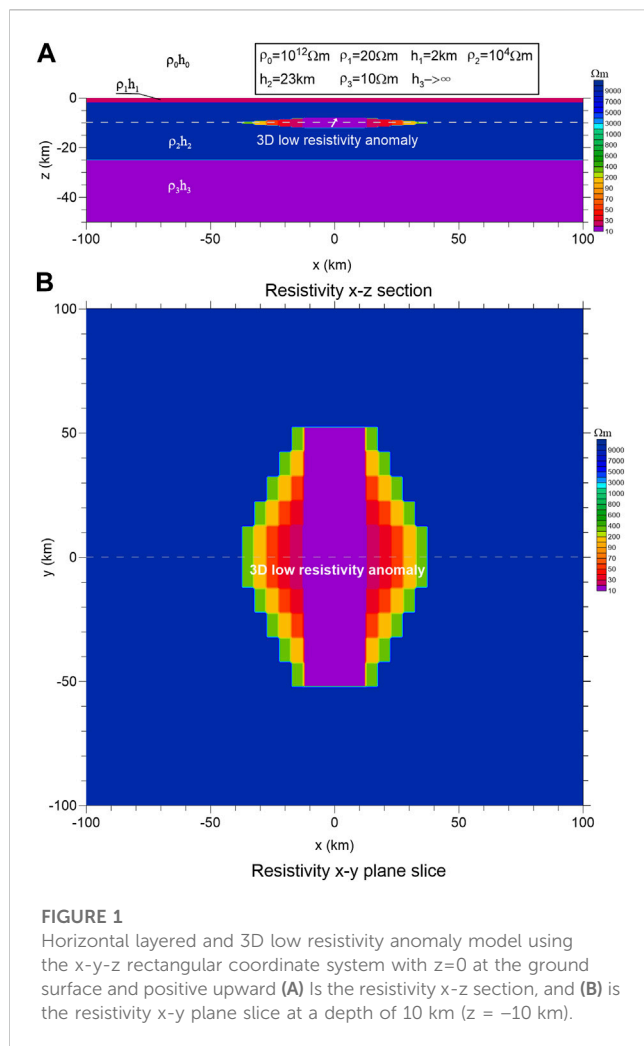 A
ρ₀h₀
ρ₀=10¹²Ωm ρ₁=20Ωm h₁=2km ρ₂=10⁴Ωm
h₂=23km ρ₃=10Ωm h₃–>∞
ρ₁h₁
Ωm
9000
7000
5000
3000
1000
800
600
400
200
90
70
50
30
10
0
-20
-40
z (km)
3D low resistivity anomaly
ρ₂h₂
ρ₃h₃
-100 -50 0 50 100
x (km)
Resistivity x-z section
B
100
50
0
-50
-100
y (km)
3D low resistivity anomaly
Ωm
9000
7000
5000
3000
1000
800
600
400
200
90
70
50
30
10
-100 -50 0 50 100
x (km)
Resistivity x-y plane slice
FIGURE 1
Horizontal layered and 3D low resistivity anomaly model using
the x-y-z rectangular coordinate system with z=0 at the ground
surface and positive upward (A) Is the resistivity x-z section, and (B) is
the resistivity x-y plane slice at a depth of 10 km (z = −10 km).